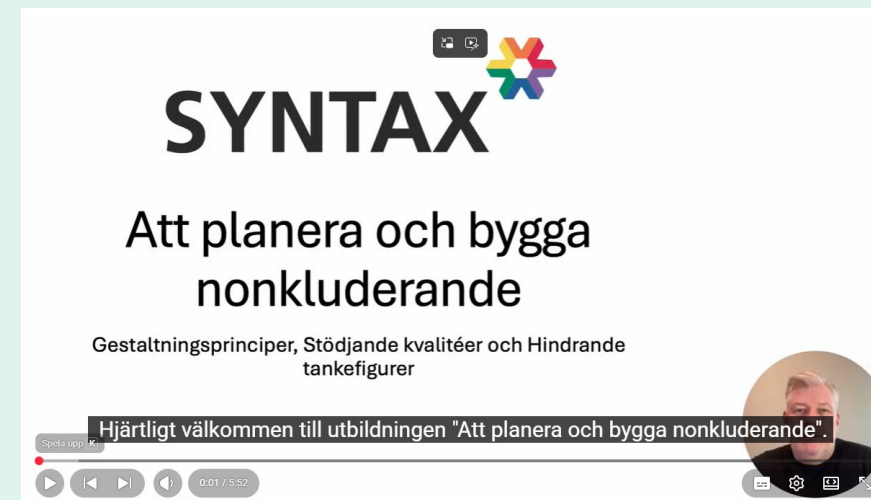 SYNTAX
Att planera och bygga
nonkluderande
Gestaltningsprinciper, Stödjande kvalitéer och Hindrande
tankefigurer
Hjärtligt välkommen till utbildningen "Att planera och bygga nonkluderande".
Spela upp K
0:01 / 5:52